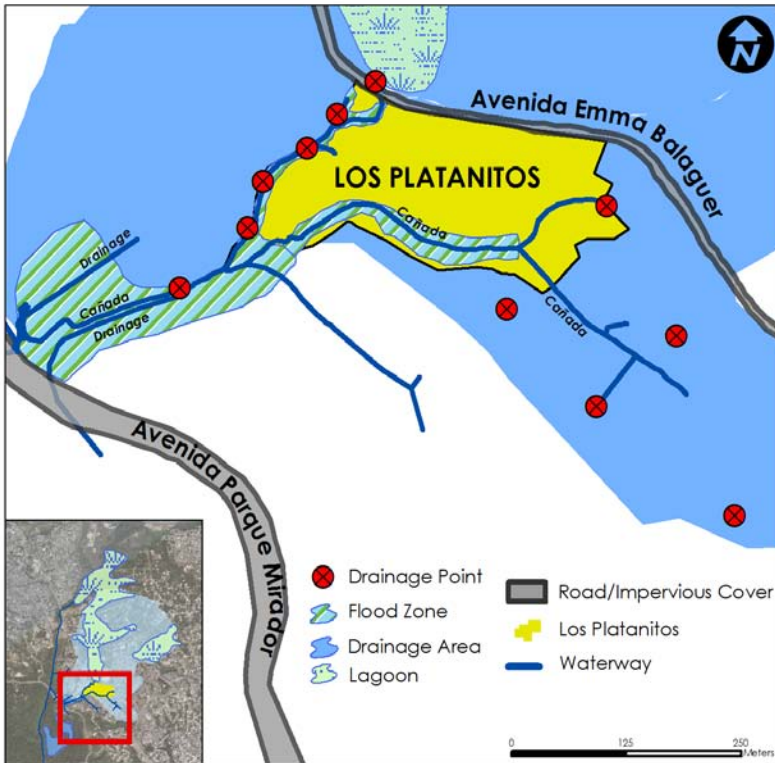 N
Avenida Emma Balaguer
LOS PLATANITOS
Cañada
Drainage
Cañada
Drainage
Cañada
Avenida Parque Mirador
Drainage Point
Flood Zone
Drainage Area
Lagoon
Road/Impervious Cover
Los Platanitos
Waterway
0 125 250
Meters